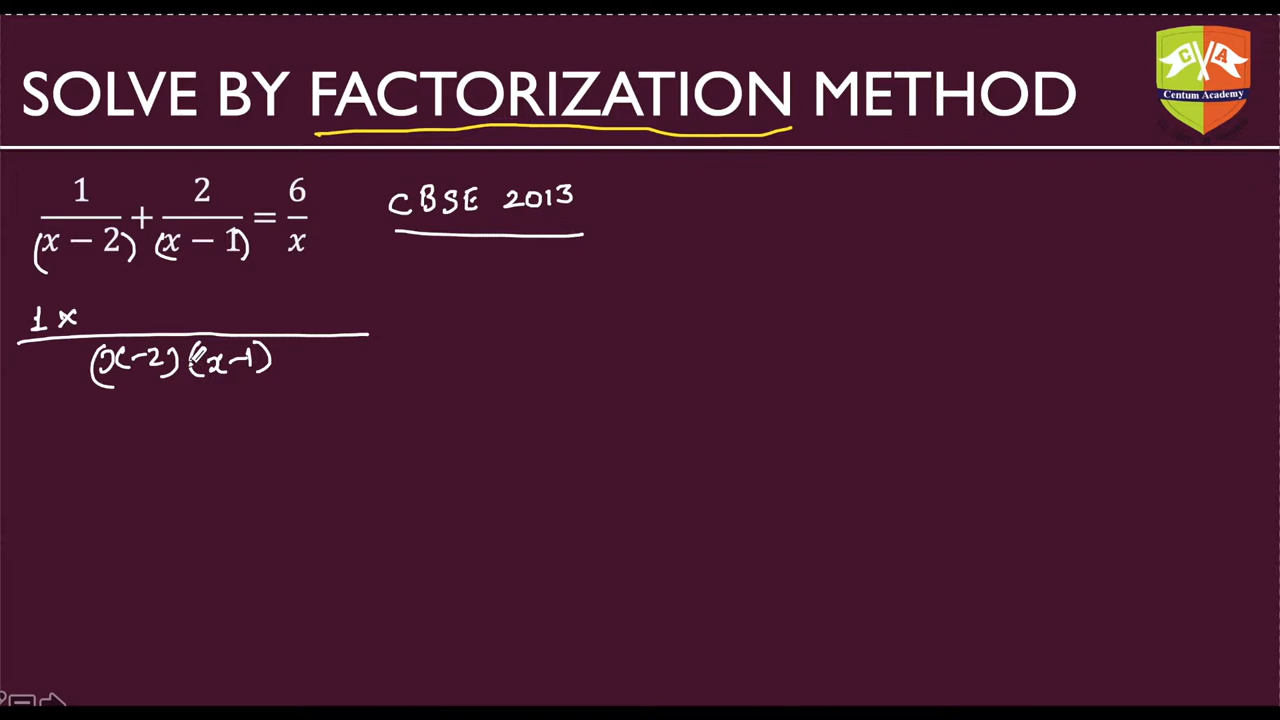 SOLVE BY FACTORIZATION METHOD
C A
Centum Academy
1/(x − 2) + 2/(x − 1) = 6/x
CBSE 2013
1 ×
(x-2) (x-1)